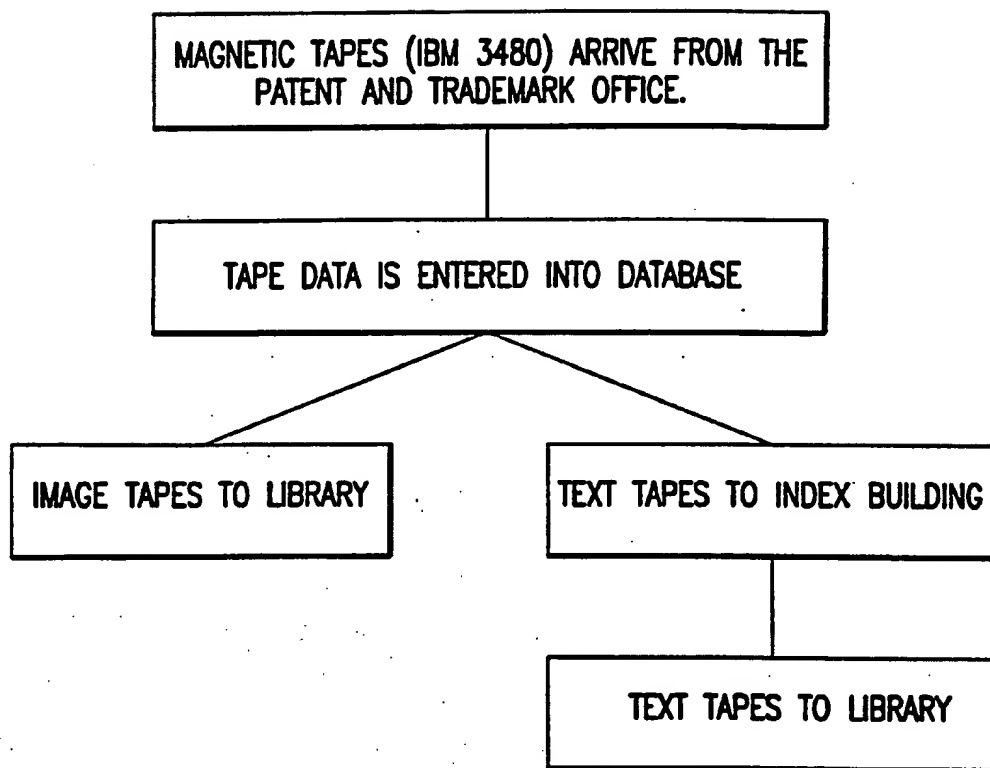 MAGNETIC TAPES (IBM 3480) ARRIVE FROM THE
PATENT AND TRADEMARK OFFICE.
TAPE DATA IS ENTERED INTO DATABASE
IMAGE TAPES TO LIBRARY
TEXT TAPES TO INDEX BUILDING
TEXT TAPES TO LIBRARY